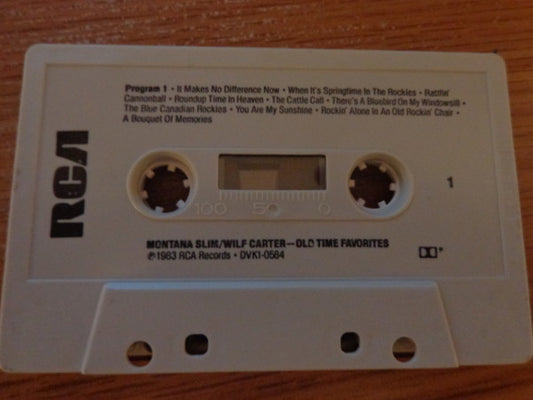 Program 1 • It Makes No Difference Now • When It's Springtime In The Rockies • Rattlin'
Cannonball • Roundup Time In Heaven • The Cattle Call • There's A Bluebird On My Windowsill •
The Blue Canadian Rockies • You Are My Sunshine • Rockin' Alone In An Old Rockin' Chair •
A Bouquet Of Memories
RCA
1
100 50 0
MONTANA SLIM/WILF CARTER—OLD TIME FAVORITES
℗1983 RCA Records • DVK1-0584